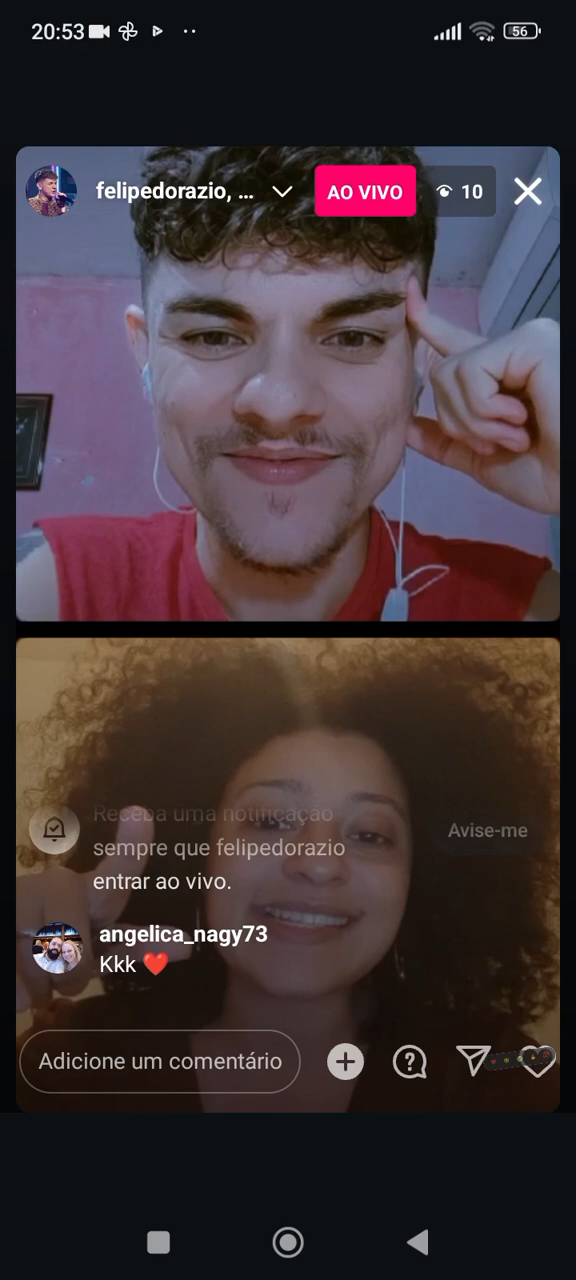 20:53
56
felipedorazio, ...
AO VIVO
10
Receba uma notificação
sempre que felipedorazio
entrar ao vivo.
Avise-me
angelica_nagy73
Kkk ❤️
Adicione um comentário